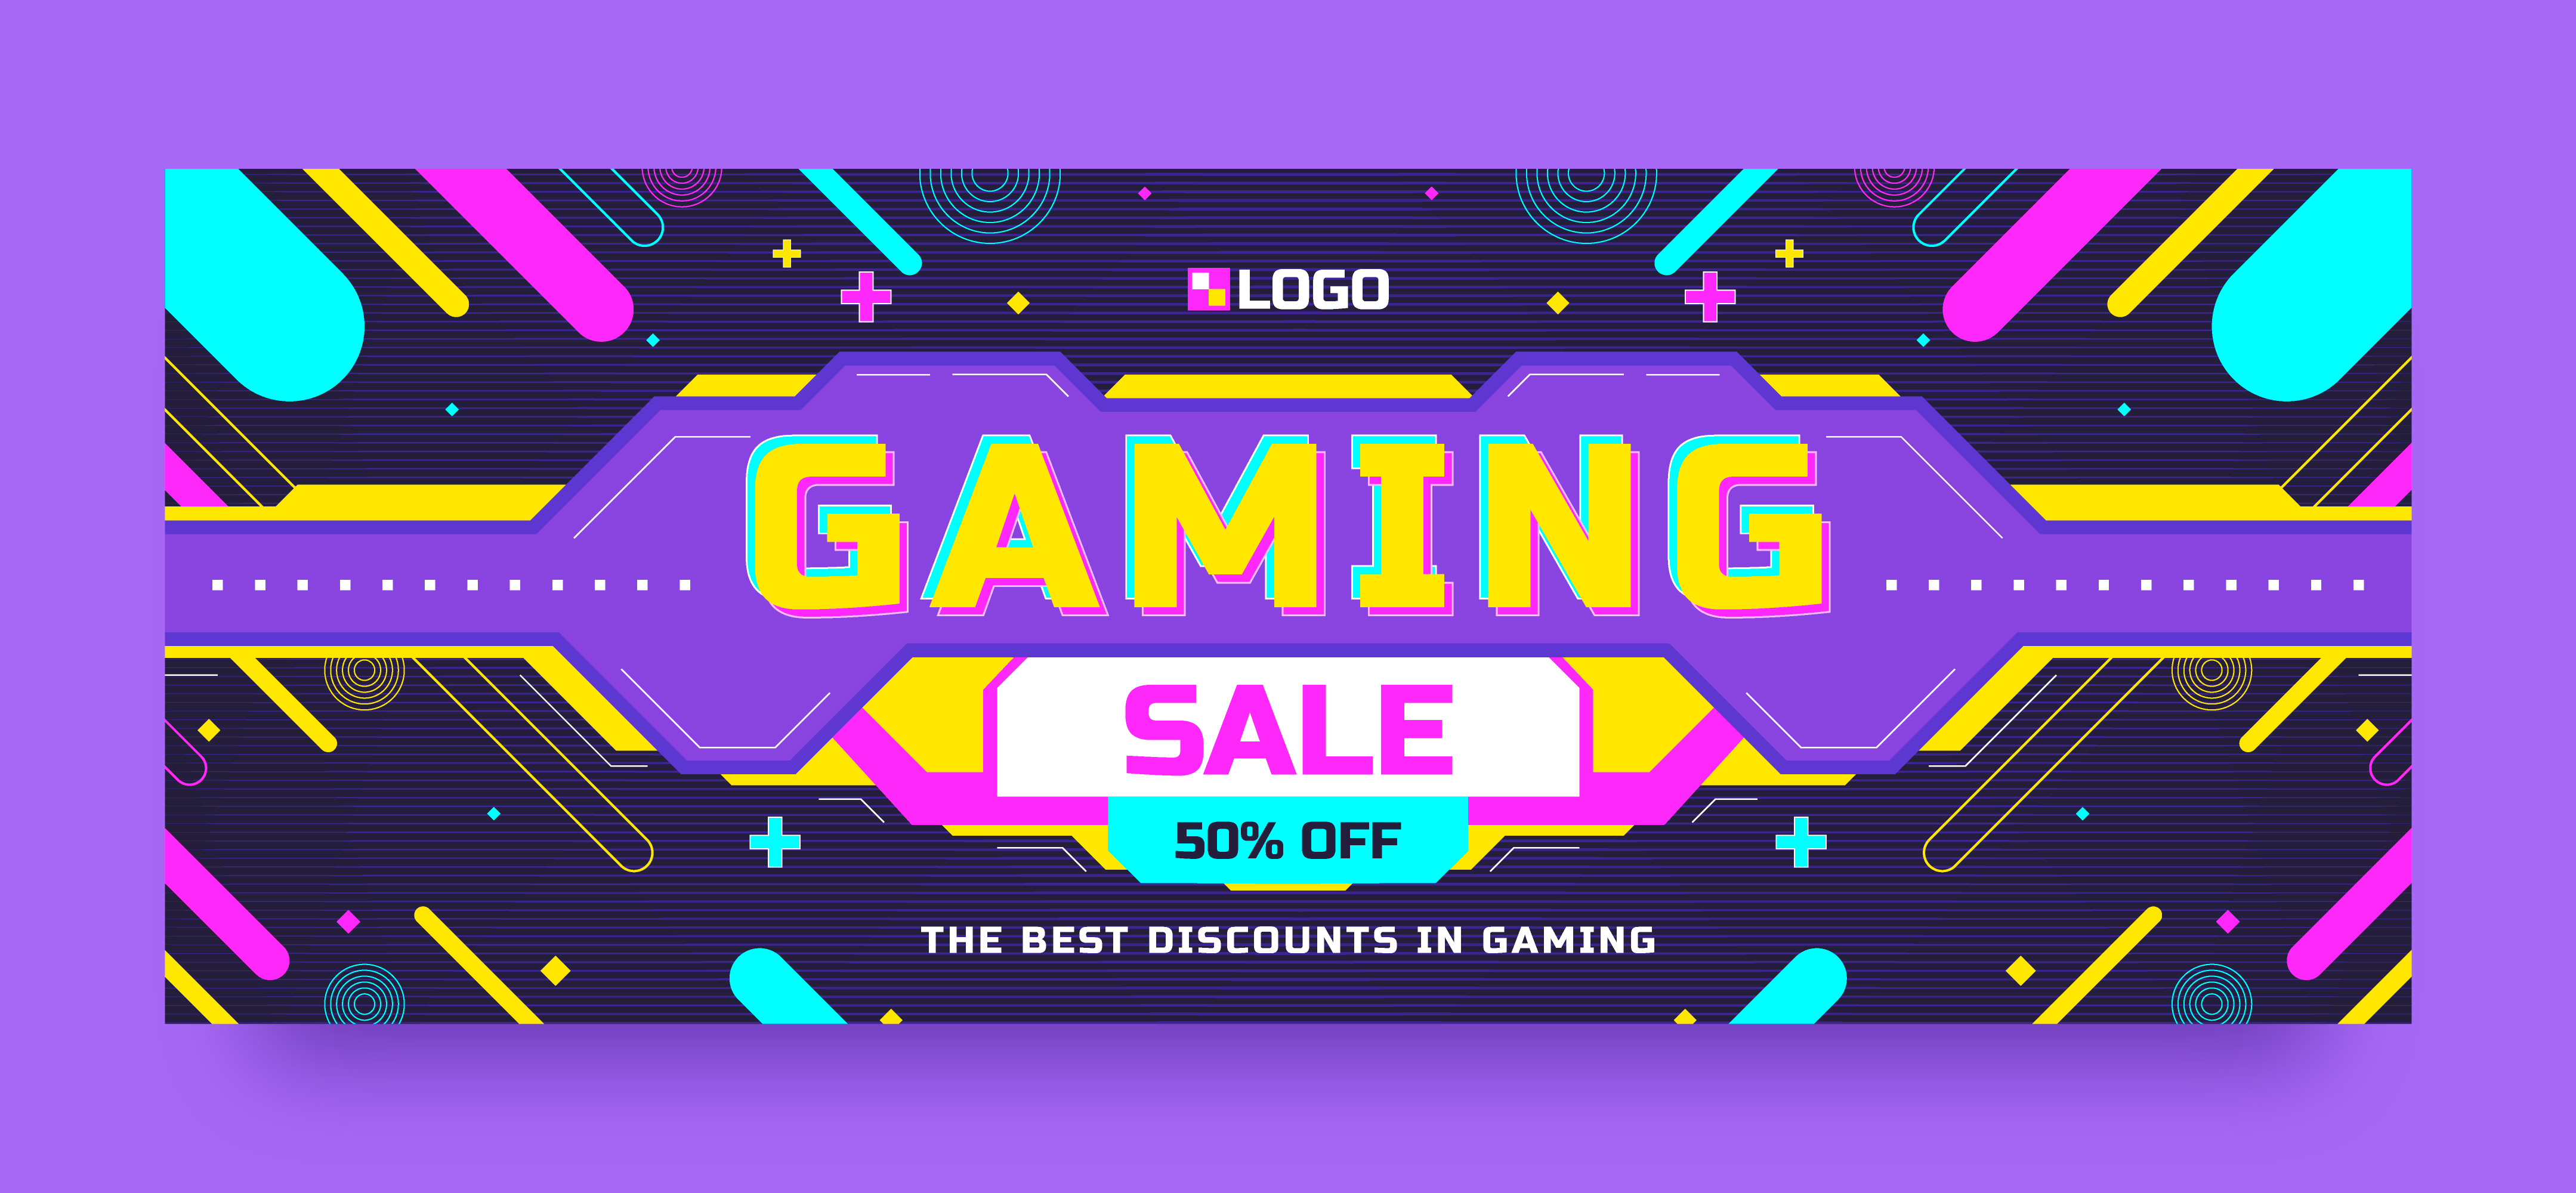 LOGO
GAMING
SALE
50% OFF
THE BEST DISCOUNTS IN GAMING